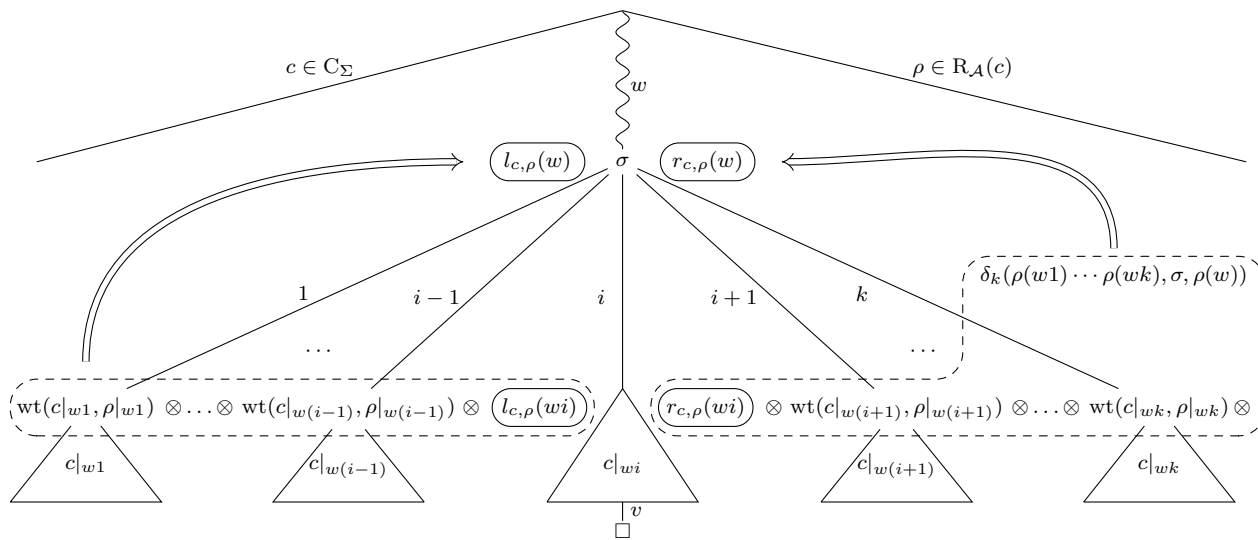 c ∈ C_Σ
ρ ∈ R_𝒜(c)
w
l_{c,ρ}(w) σ r_{c,ρ}(w)
δ_k(ρ(w1) ⋯ ρ(wk), σ, ρ(w))
1 i − 1 i i + 1 k
… …
wt(c|_{w1}, ρ|_{w1}) ⊗ … ⊗ wt(c|_{w(i−1)}, ρ|_{w(i−1)}) ⊗ l_{c,ρ}(wi) r_{c,ρ}(wi) ⊗ wt(c|_{w(i+1)}, ρ|_{w(i+1)}) ⊗ … ⊗ wt(c|_{wk}, ρ|_{wk}) ⊗
c|_{w1} c|_{w(i−1)} c|_{wi} c|_{w(i+1)} c|_{wk}
v
□